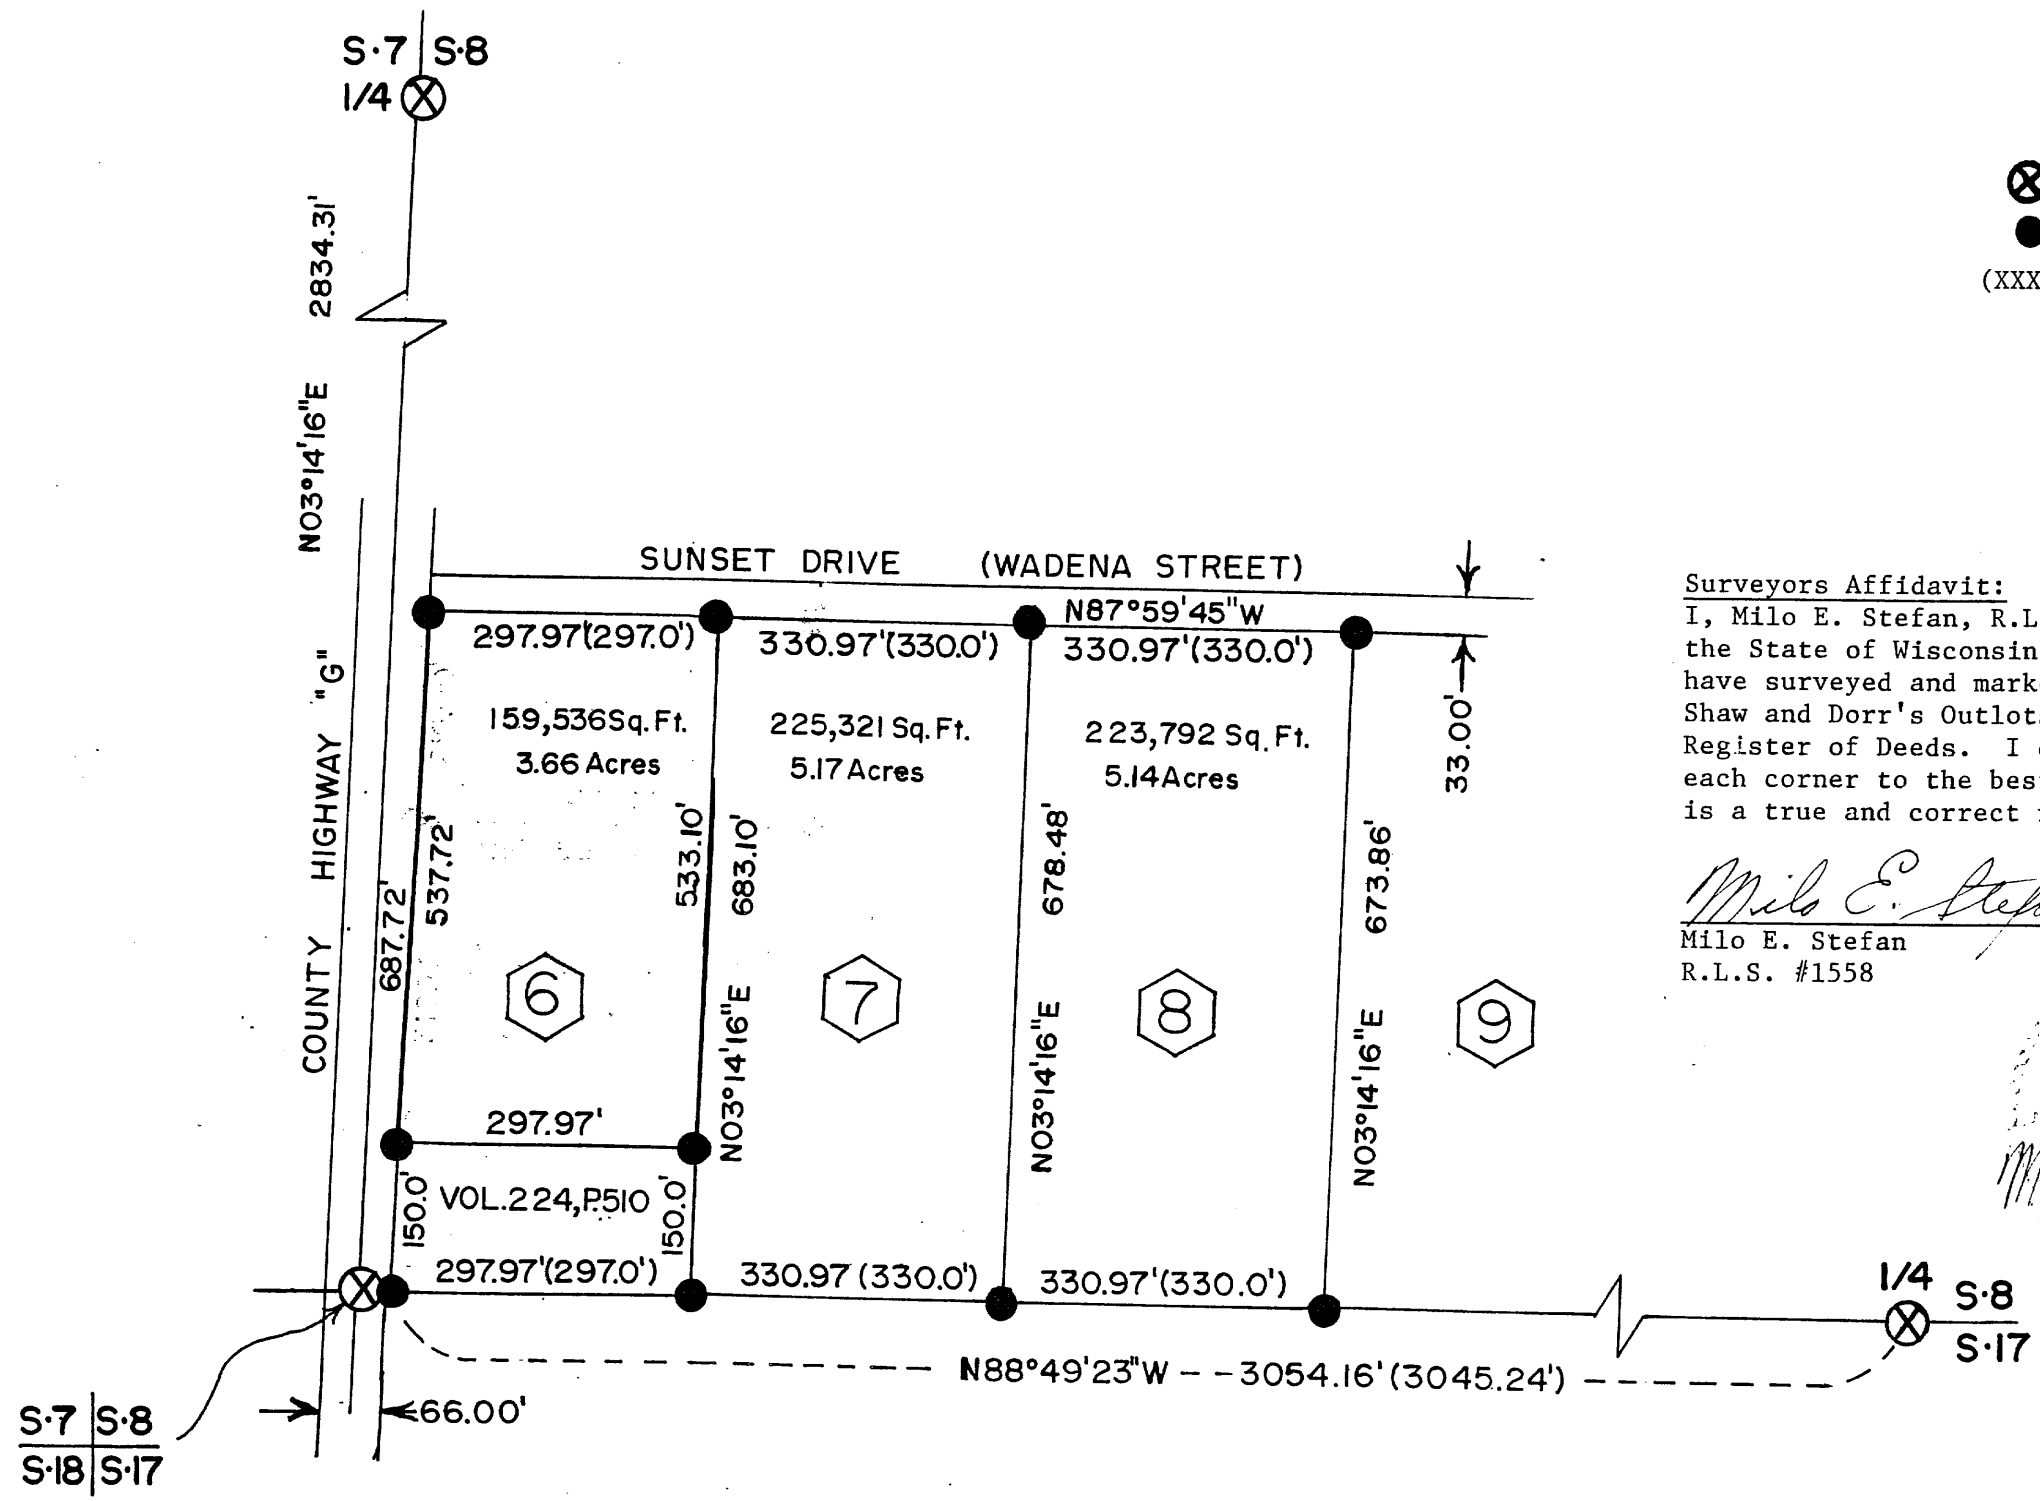 S·7 S·8
1/4
2834.31'
N03°14'16"E
COUNTY HIGHWAY "G"
(XXX
SUNSET DRIVE (WADENA STREET)
N87°59'45"W
297.97'(297.0')
330.97'(330.0')
330.97'(330.0')
33.00'
159,536 Sq. Ft.
3.66 Acres
225,321 Sq. Ft.
5.17 Acres
223,792 Sq. Ft.
5.14 Acres
687.72'
537.72'
533.10'
683.10'
N03°14'16"E
678.48'
N03°14'16"E
673.86'
N03°14'16"E
6
7
8
9
297.97'
150.0'
VOL.224,P.510
150.0'
297.97'(297.0')
330.97 (330.0')
330.97'(330.0')
1/4 S·8
S·17
N88°49'23"W - - 3054.16' (3045.24')
66.00'
S·7 S·8
S·18 S·17
Surveyors Affidavit:
I, Milo E. Stefan, R.L
the State of Wisconsin
have surveyed and mark
Shaw and Dorr's Outlot
Register of Deeds. I
each corner to the bes
is a true and correct
Milo E. Stef
Milo E. Stefan
R.L.S. #1558